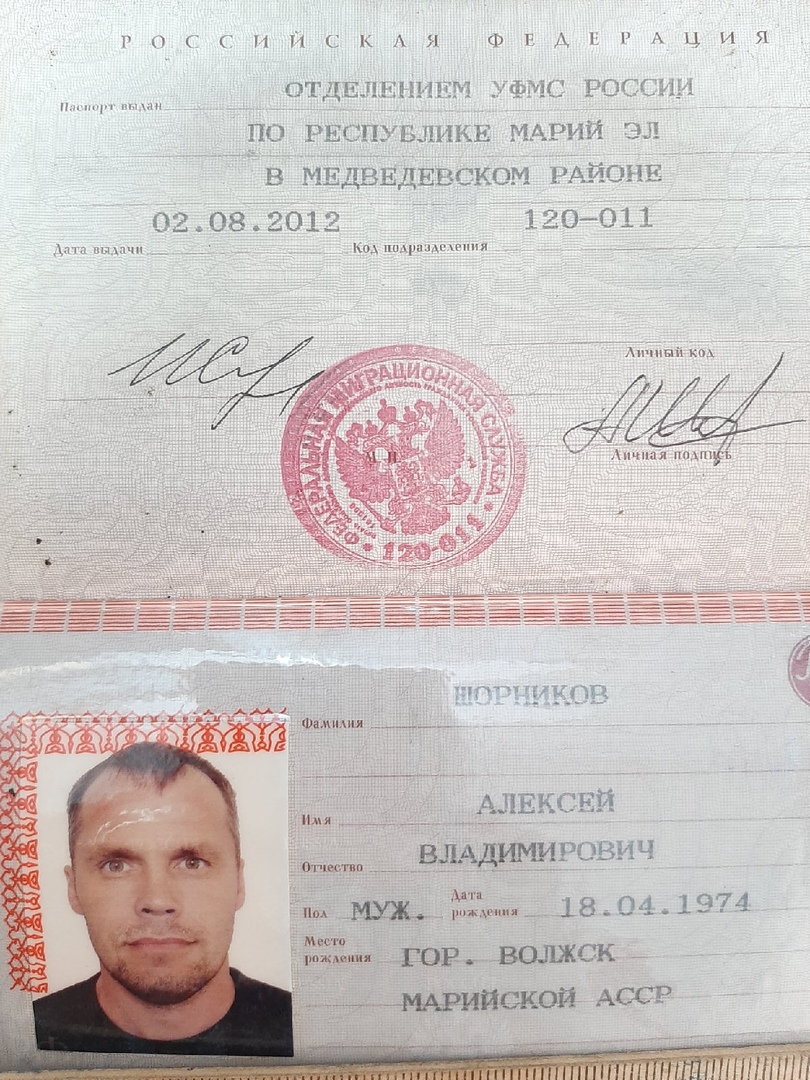 РОССИЙСКАЯ ФЕДЕРАЦИЯ
Паспорт выдан ОТДЕЛЕНИЕМ УФМС РОССИИ
ПО РЕСПУБЛИКЕ МАРИЙ ЭЛ
В МЕДВЕДЕВСКОМ РАЙОНЕ
Дата выдачи 02.08.2012 Код подразделения 120-011
Личный код
ФЕДЕРАЛЬНАЯ МИГРАЦИОННАЯ СЛУЖБА
М.П.
120-011
Личная подпись
Фамилия ШОРНИКОВ
Имя АЛЕКСЕЙ
Отчество ВЛАДИМИРОВИЧ
Пол МУЖ. Дата рождения 18.04.1974
Место рождения ГОР. ВОЛЖСК
МАРИЙСКОЙ АССР